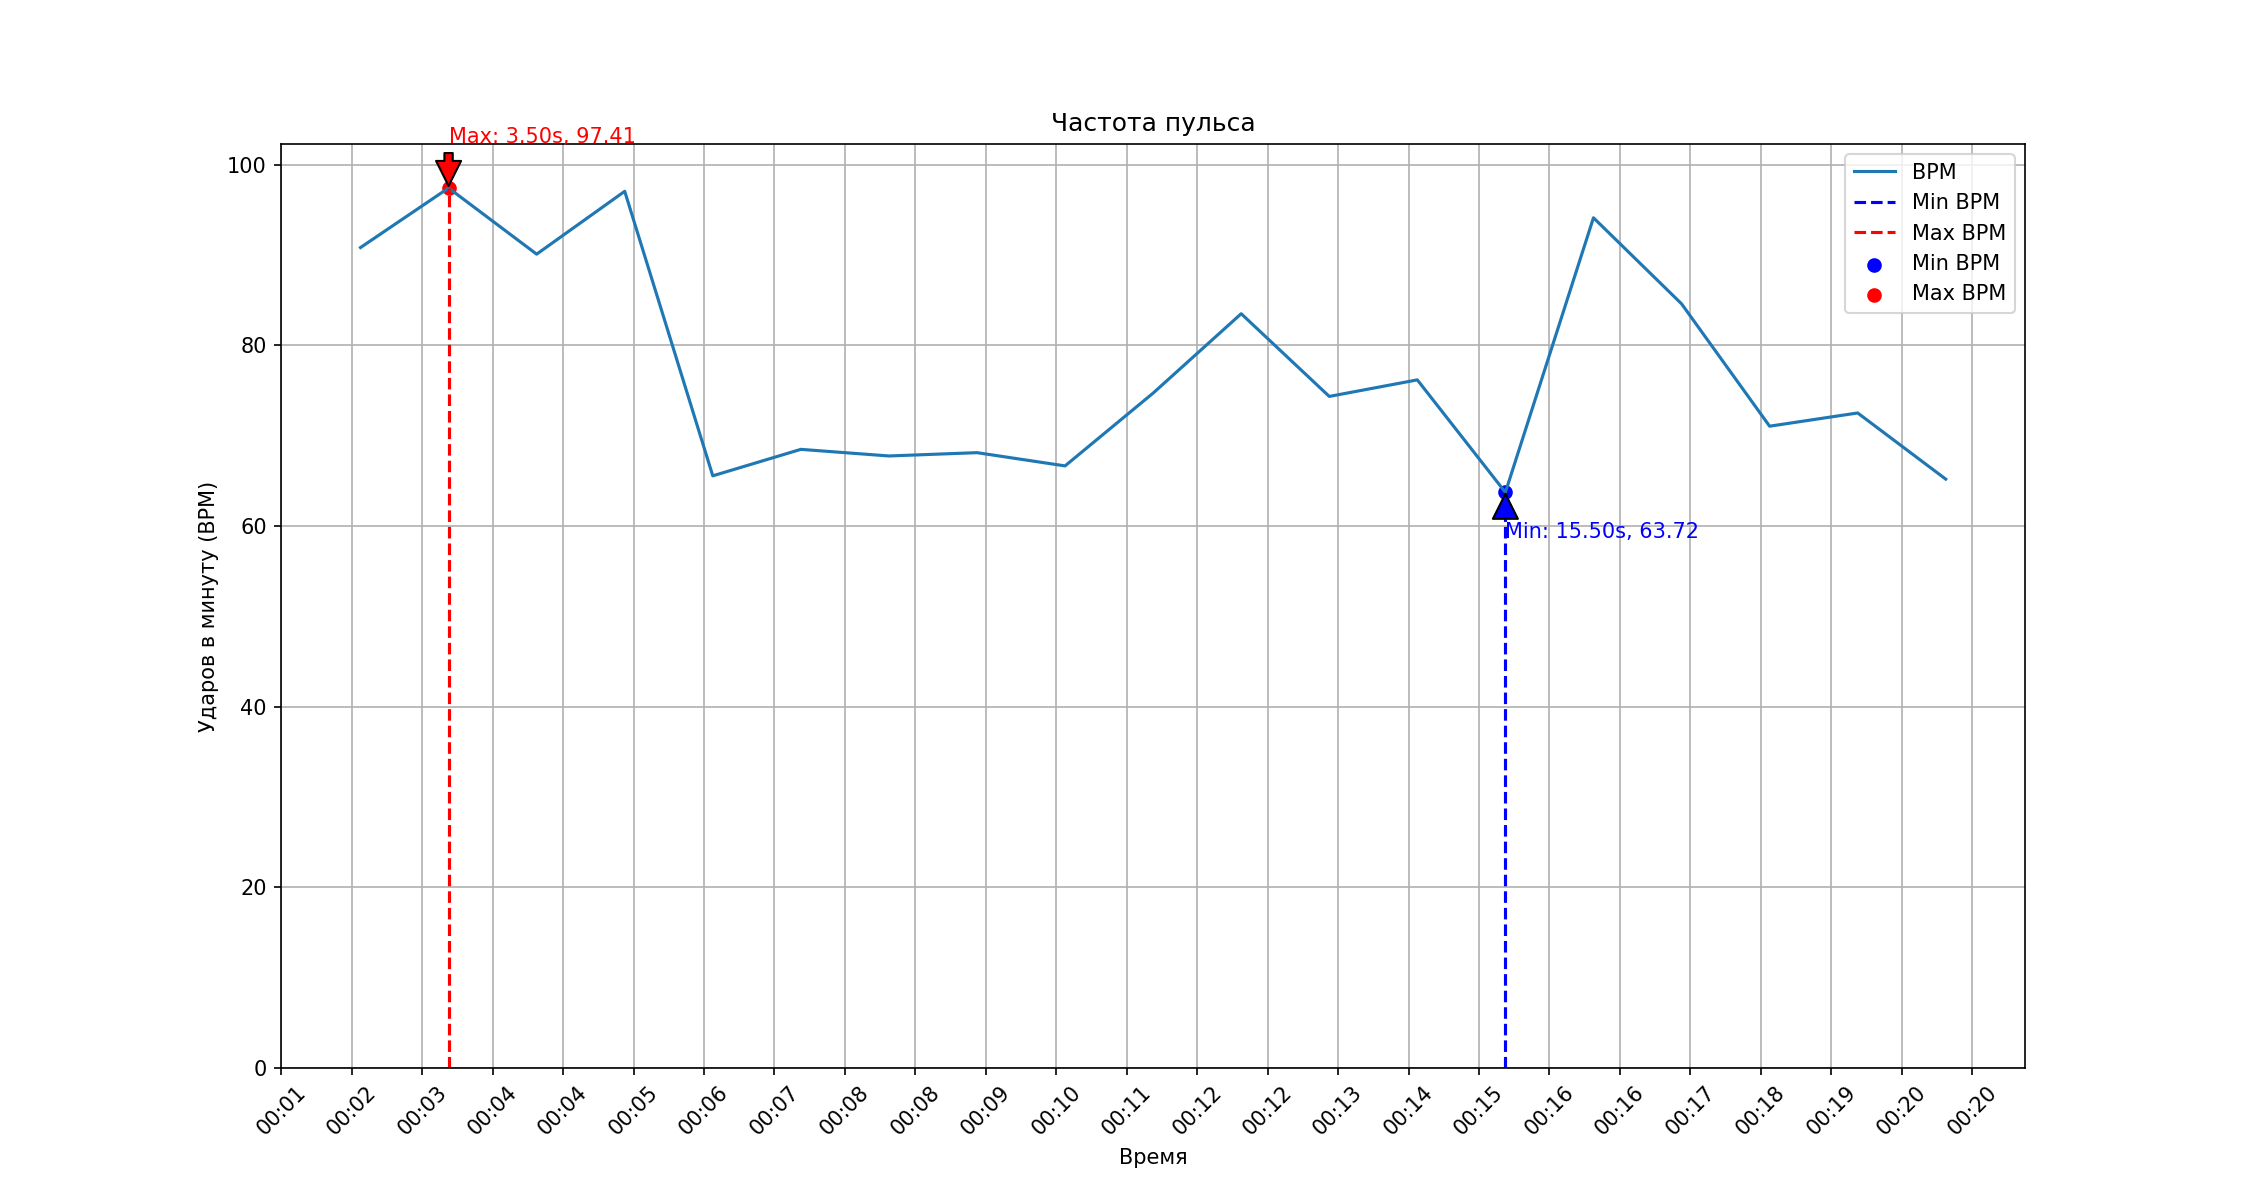 Частота пульса
Max: 3.50s, 97.41
BPM
Min BPM
Max BPM
Min BPM
Max BPM
Min: 15.50s, 63.72
Ударов в минуту (BPM)
100
80
60
40
20
0
00:01 00:02 00:03 00:04 00:04 00:05 00:06 00:07 00:08 00:08 00:09 00:10 00:11 00:12 00:12 00:13 00:14 00:15 00:16 00:16 00:17 00:18 00:19 00:20 00:20
Время